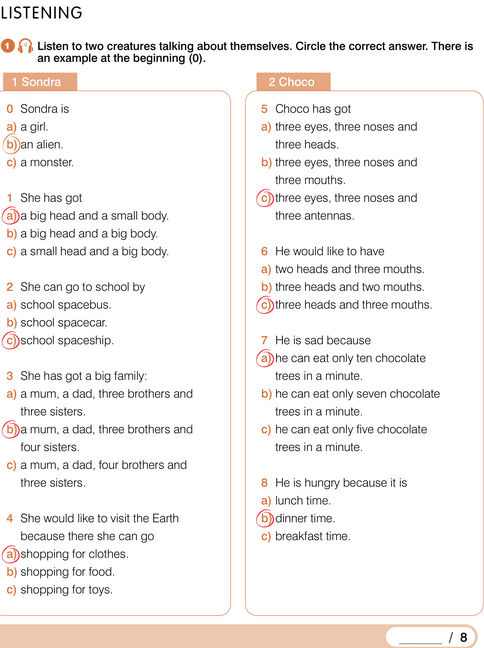 LISTENING
1 Listen to two creatures talking about themselves. Circle the correct answer. There is
an example at the beginning (0).
1 Sondra
0 Sondra is
a) a girl.
b) an alien.
c) a monster.
1 She has got
a) a big head and a small body.
b) a big head and a big body.
c) a small head and a big body.
2 She can go to school by
a) school spacebus.
b) school spacecar.
c) school spaceship.
3 She has got a big family:
a) a mum, a dad, three brothers and
three sisters.
b) a mum, a dad, three brothers and
four sisters.
c) a mum, a dad, four brothers and
three sisters.
4 She would like to visit the Earth
because there she can go
a) shopping for clothes.
b) shopping for food.
c) shopping for toys.
2 Choco
5 Choco has got
a) three eyes, three noses and
three heads.
b) three eyes, three noses and
three mouths.
c) three eyes, three noses and
three antennas.
6 He would like to have
a) two heads and three mouths.
b) three heads and two mouths.
c) three heads and three mouths.
7 He is sad because
a) he can eat only ten chocolate
trees in a minute.
b) he can eat only seven chocolate
trees in a minute.
c) he can eat only five chocolate
trees in a minute.
8 He is hungry because it is
a) lunch time.
b) dinner time.
c) breakfast time.
______ / 8